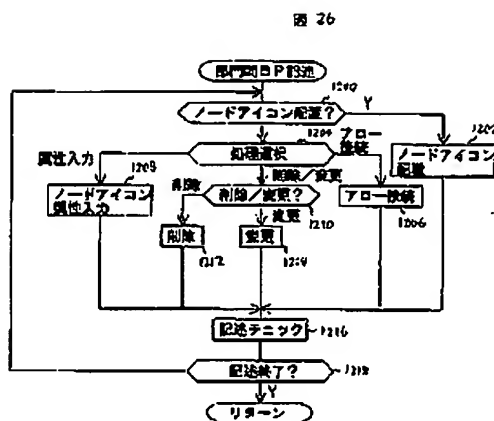 図 26
部門間BP記述
1200
ノードアイコン配置？
Y
1202
ノードアイコン
配置
1204
処理選択
アロー
接続
属性入力
1208
ノードアイコン
属性入力
削除／変更
削除／変更？
1210
アロー接続
1206
削除
変更
削除
1212
変更
1214
記述チェック
1216
記述終了？
1218
Y
リターン